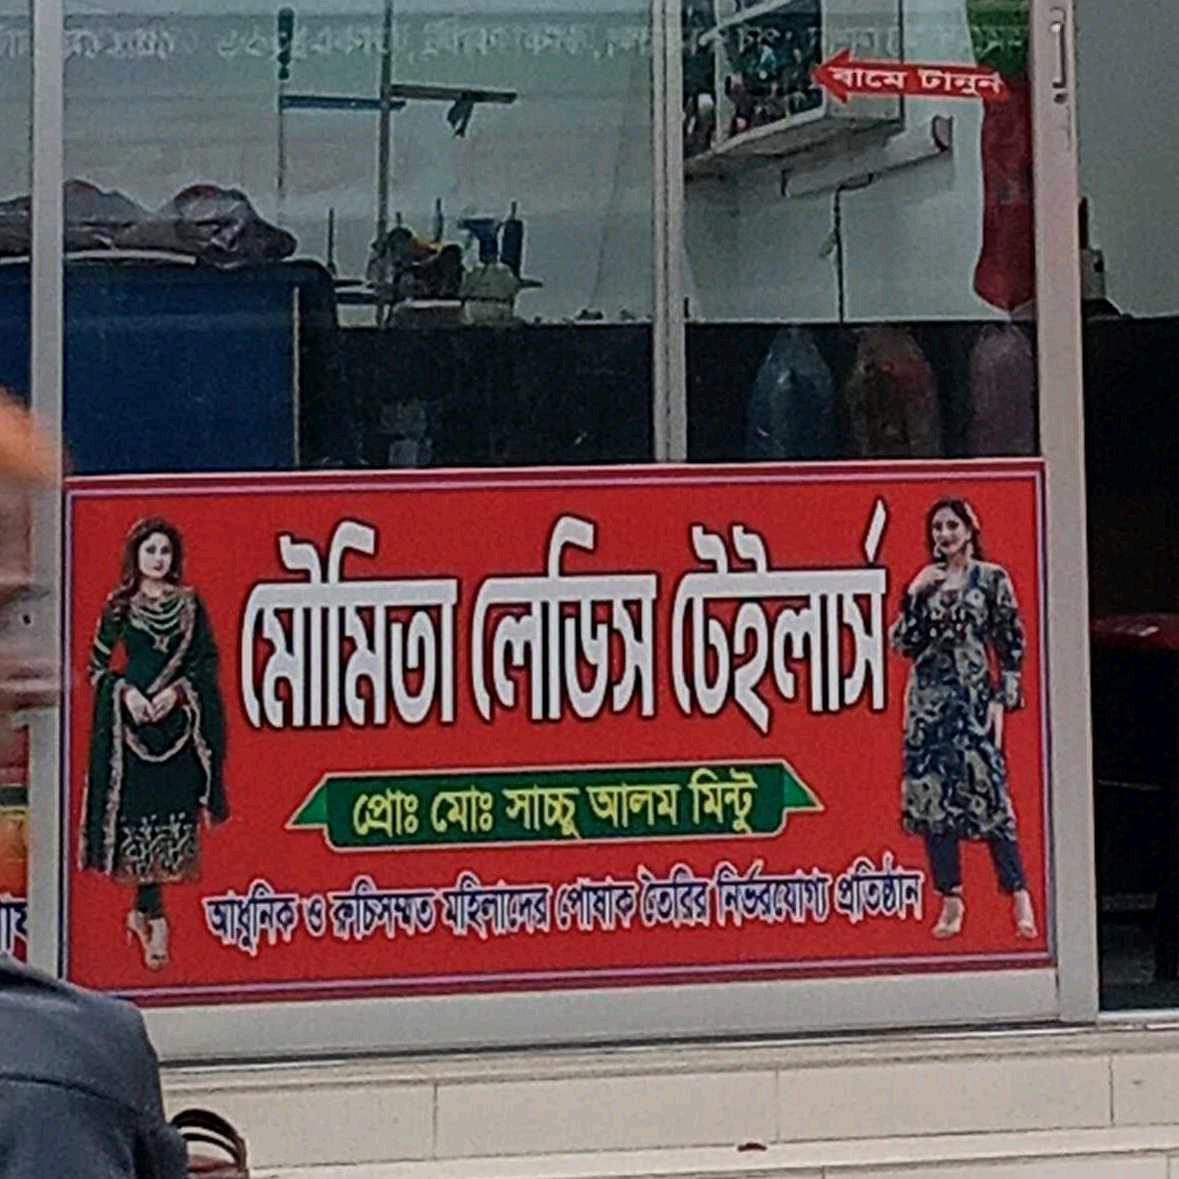 বামে টানুন
মৌমিতা লেডিস টেইলার্স
প্রোঃ মোঃ সাচ্চু আলম মিন্টু
আধুনিক ও রুচিসম্মত মহিলাদের পোষাক তৈরির নির্ভরযোগ্য প্রতিষ্ঠান